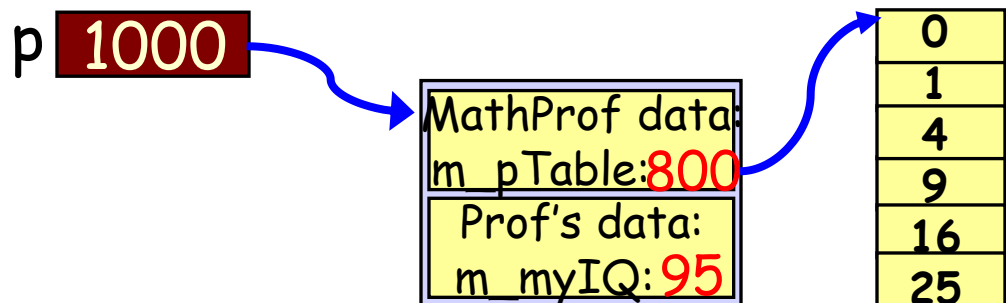 p 1000
MathProf data:
m_pTable:800
Prof's data:
m_myIQ: 95
0
1
4
9
16
25